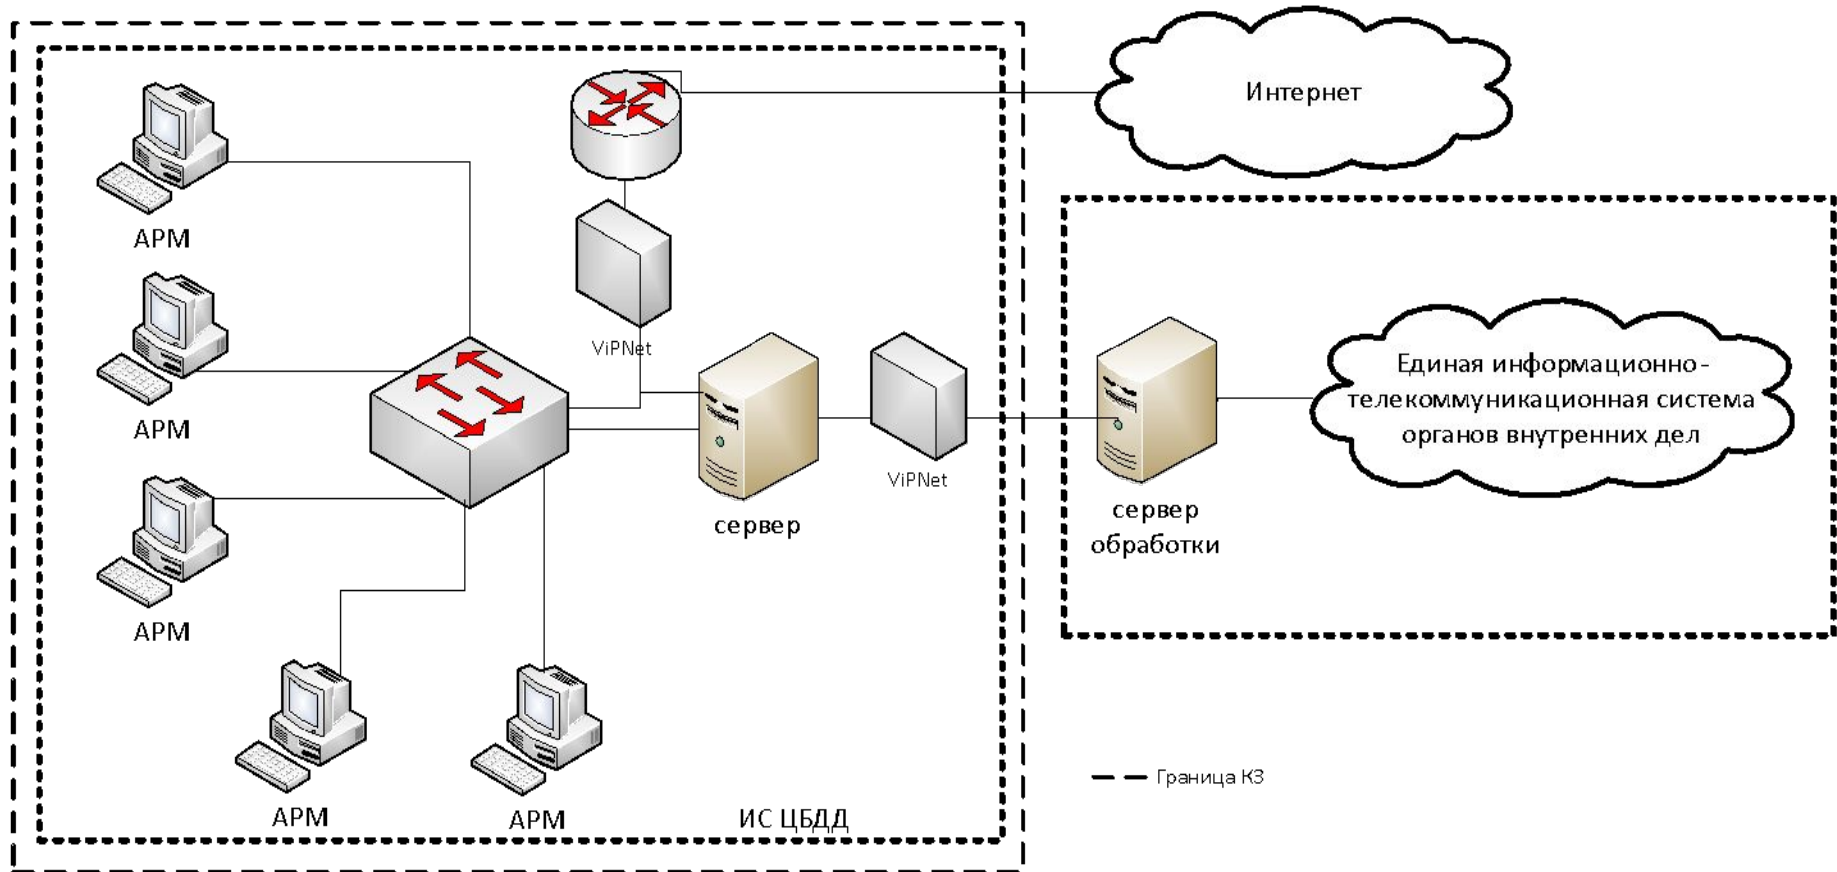 Интернет
АРМ
АРМ
АРМ
АРМ
АРМ
ViPNet
сервер
ViPNet
сервер
обработки
Единая информационно-
телекоммуникационная система
органов внутренних дел
ИС ЦБДД
Граница КЗ